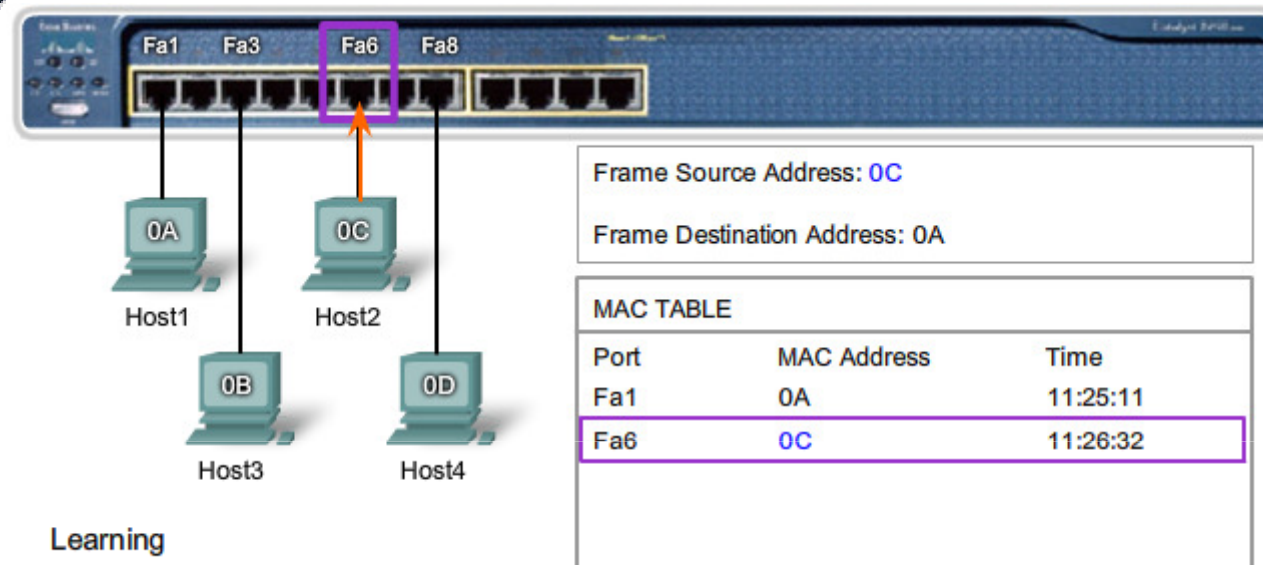 Fa1 Fa3 Fa6 Fa8
Frame Source Address: 0C
Frame Destination Address: 0A
0A 0C
Host1 Host2
0B 0D
Host3 Host4
MAC TABLE
Port MAC Address Time
Fa1 0A 11:25:11
Fa6 0C 11:26:32
Learning